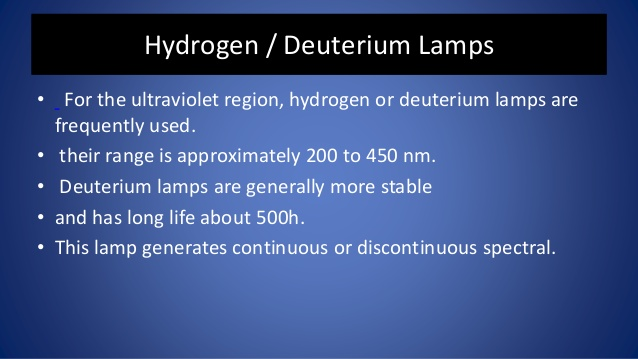 Hydrogen / Deuterium Lamps
• For the ultraviolet region, hydrogen or deuterium lamps are
frequently used.
• their range is approximately 200 to 450 nm.
• Deuterium lamps are generally more stable
• and has long life about 500h.
• This lamp generates continuous or discontinuous spectral.